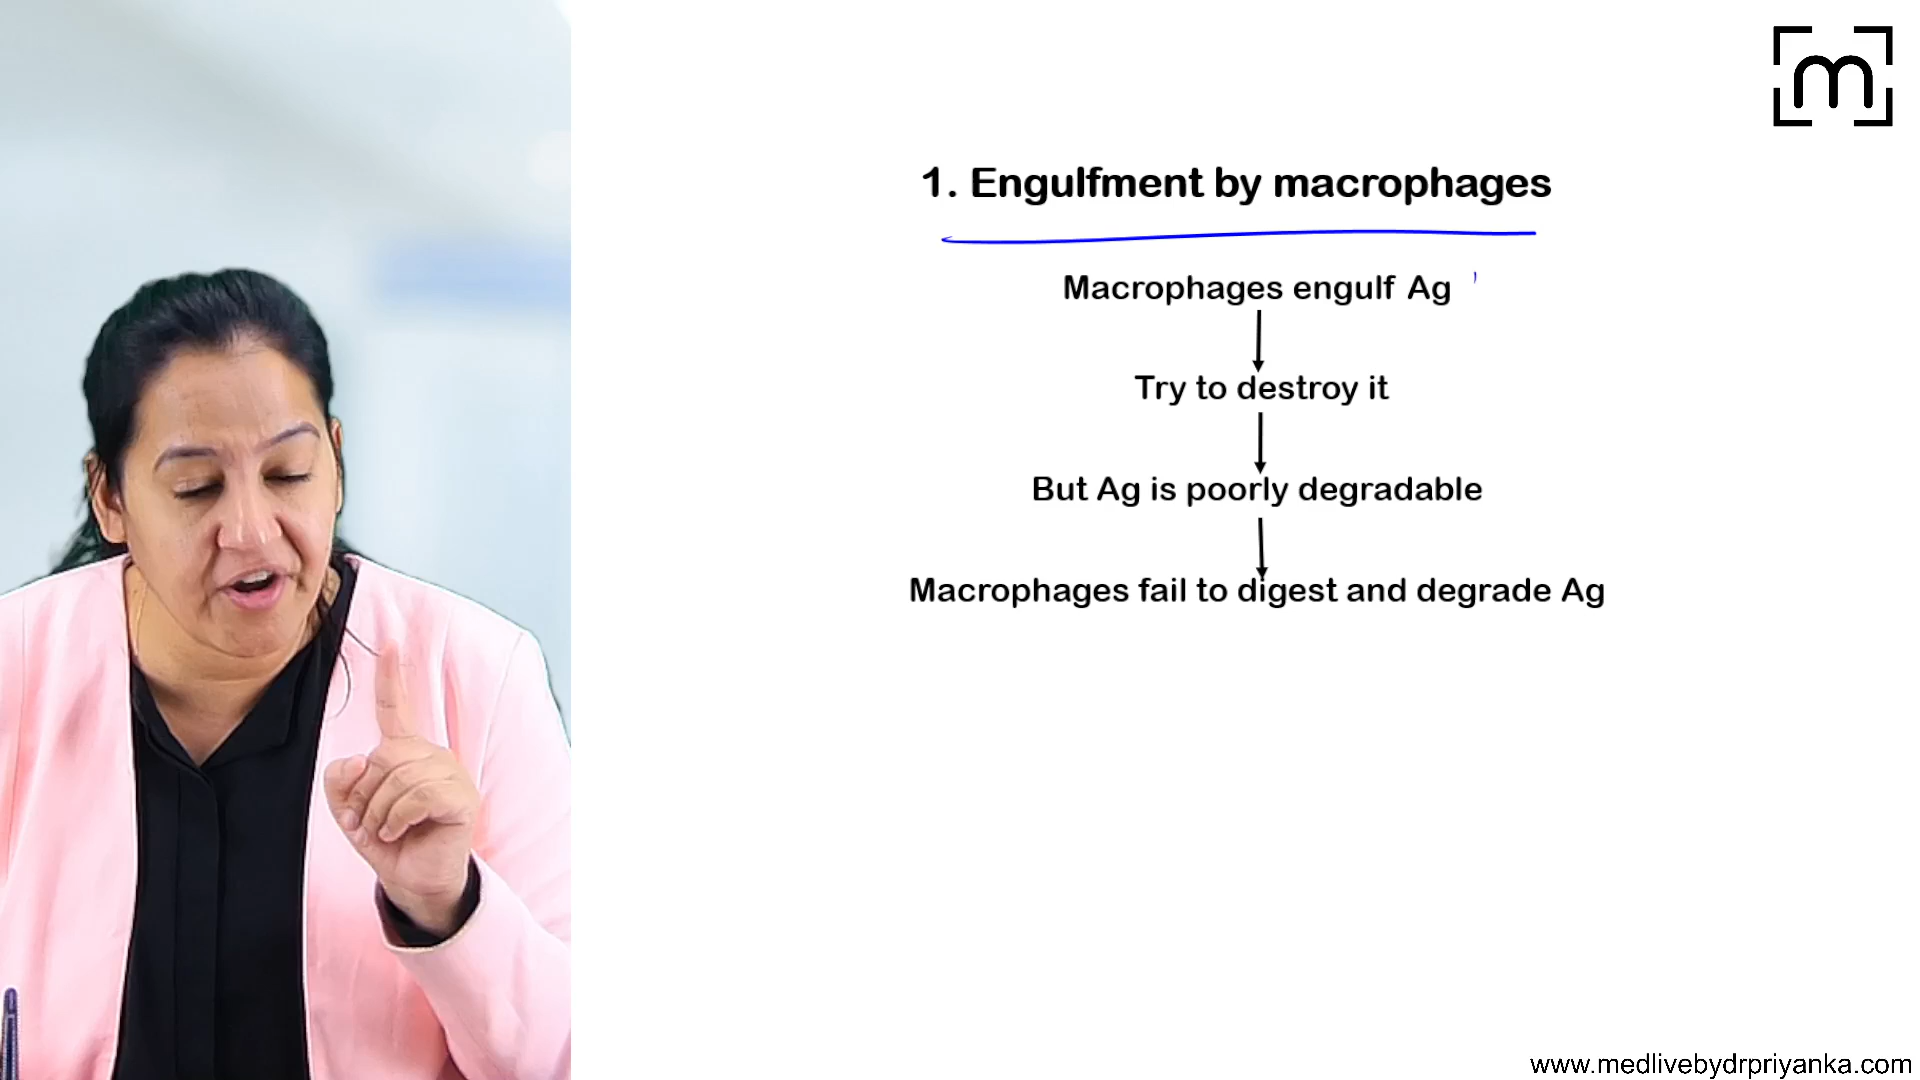 m
1. Engulfment by macrophages
Macrophages engulf Ag
Try to destroy it
But Ag is poorly degradable
Macrophages fail to digest and degrade Ag
www.medlivebydrpriyanka.com